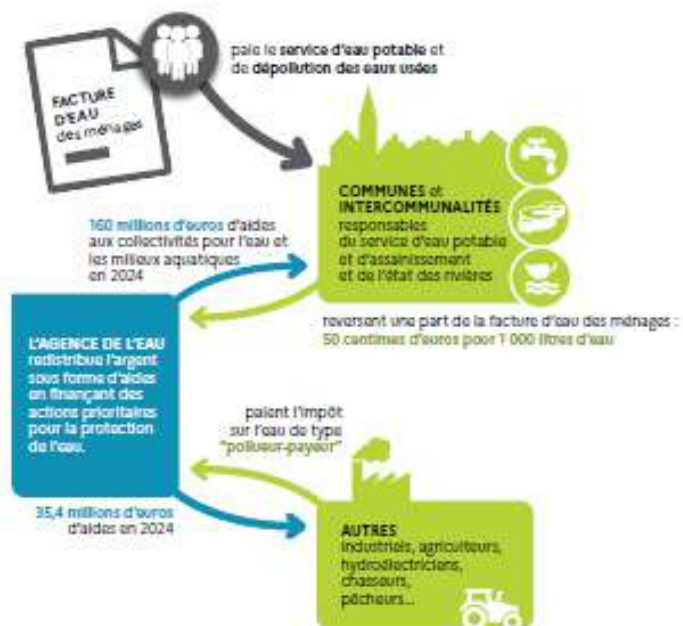 paie le service d'eau potable et
de dépollution des eaux usées
FACTURE
D'EAU
des ménages
COMMUNES et
INTERCOMMUNALITÉS
responsables
du service d'eau potable
et d'assainissement
et de l'état des rivières
160 millions d'euros d'aides
aux collectivités pour l'eau et
les milieux aquatiques
en 2024
reversent une part de la facture d'eau des ménages :
50 centimes d'euros pour 1 000 litres d'eau
L'AGENCE DE L'EAU
redistribue l'argent
sous forme d'aides
en finançant des
actions prioritaires
pour la protection
de l'eau.
paient l'impôt
sur l'eau de type
"pollueur-payeur"
35,4 millions d'euros
d'aides en 2024
AUTRES
industriels, agriculteurs,
hydroélectriciens,
chasseurs,
pêcheurs...